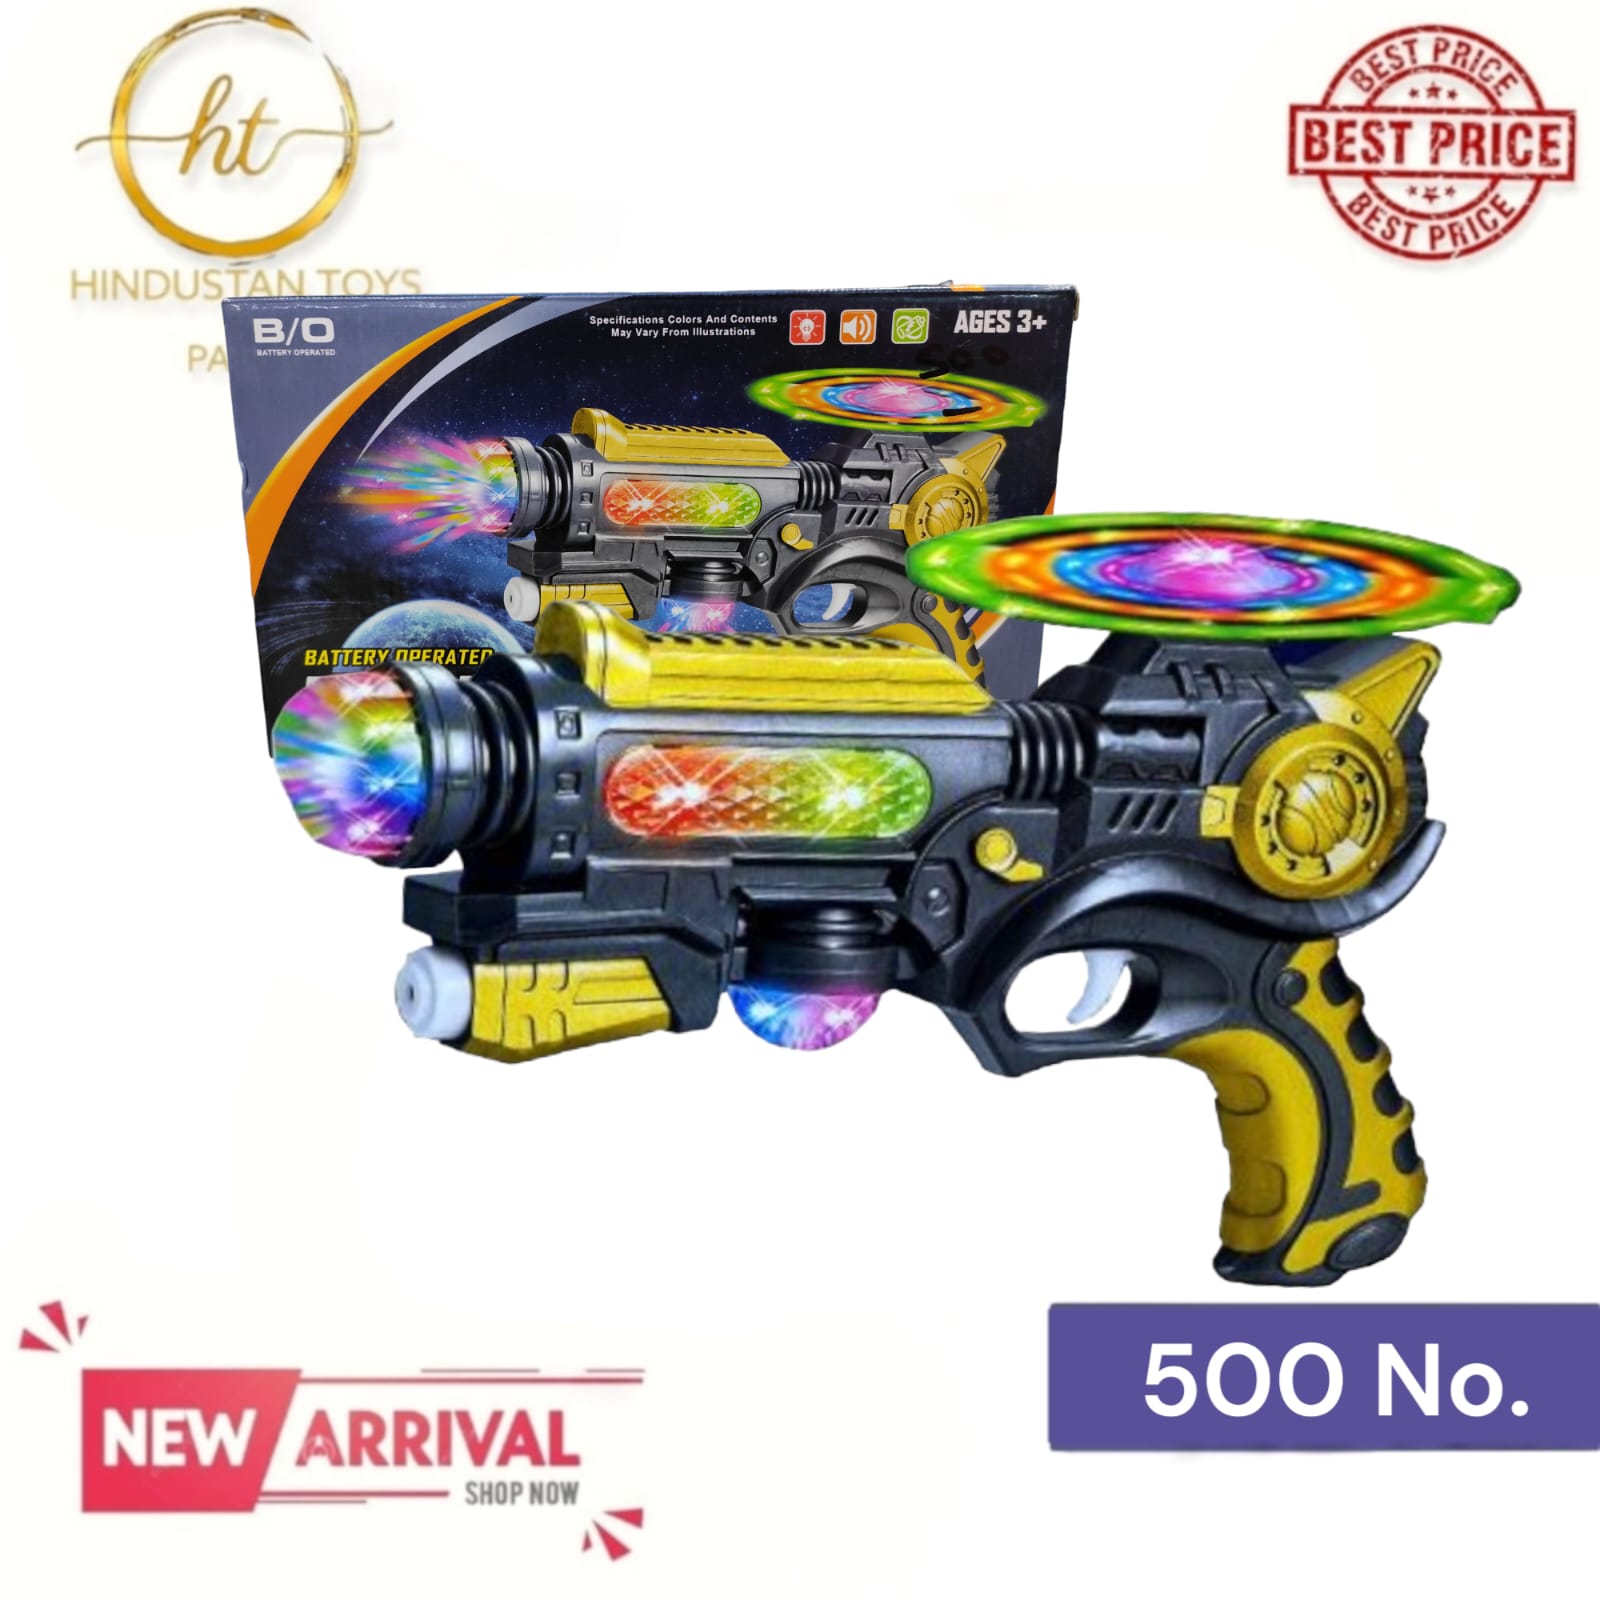 ht
HINDUSTAN TOYS
PA
BEST PRICE
BEST PRICE
BEST PRICE
B/O
BATTERY OPERATED
Specifications Colors And Contents
May Vary From Illustrations
AGES 3+
500
BATTERY OPERATED
NEW ARRIVAL
SHOP NOW
500 No.